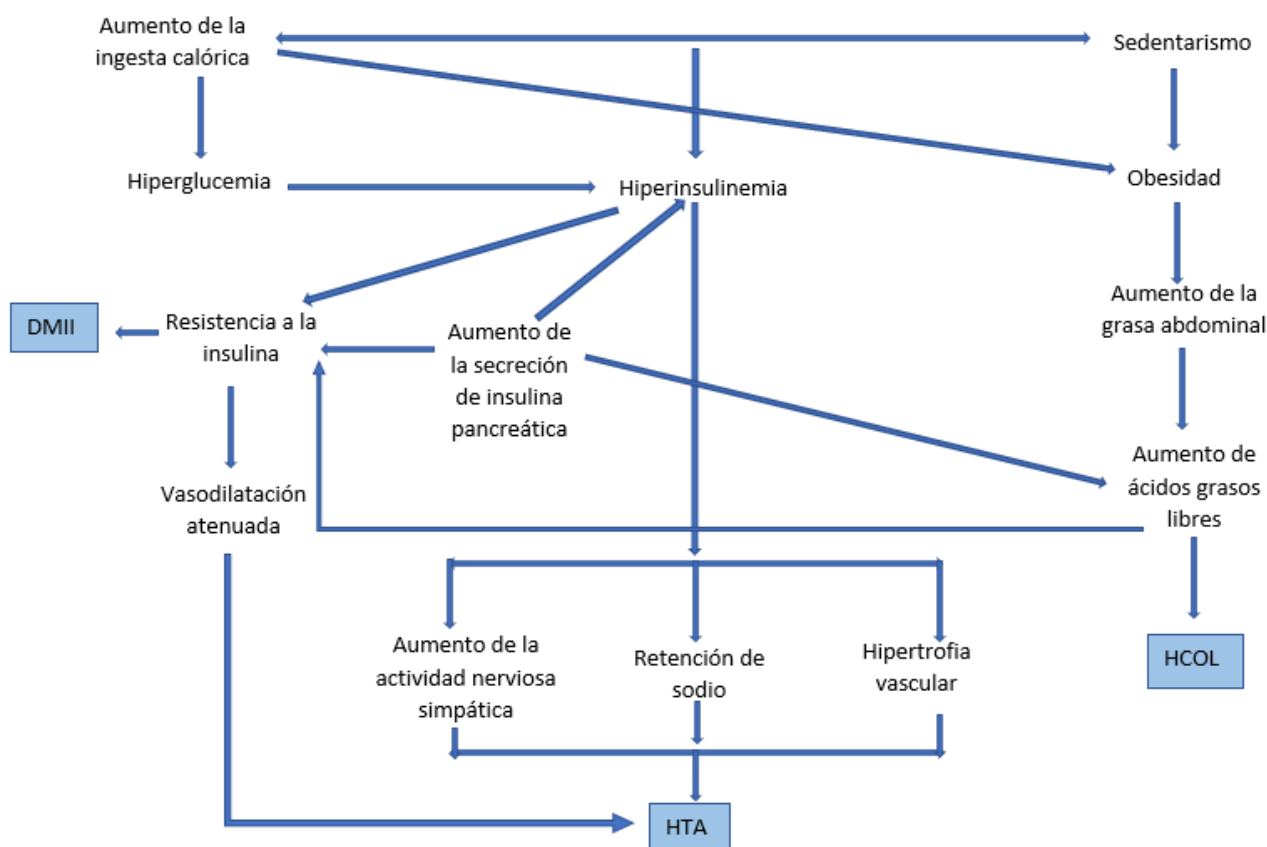 Aumento de la
ingesta calórica
Sedentarismo
Hiperglucemia
Hiperinsulinemia
Obesidad
DMII
Resistencia a la
insulina
Aumento de
la secreción
de insulina
pancreática
Aumento de la
grasa abdominal
Vasodilatación
atenuada
Aumento de
ácidos grasos
libres
Aumento de la
actividad nerviosa
simpática
Retención de
sodio
Hipertrofia
vascular
HCOL
HTA